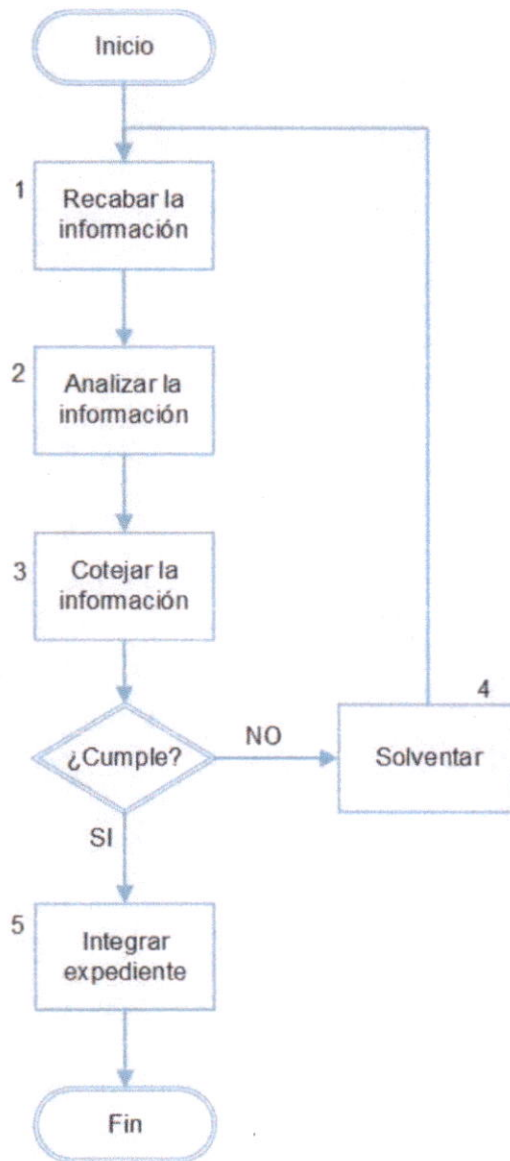 Inicio
1
Recabar la
información
2
Analizar la
información
3
Cotejar la
información
¿Cumple?
NO
4
Solventar
SI
5
Integrar
expediente
Fin